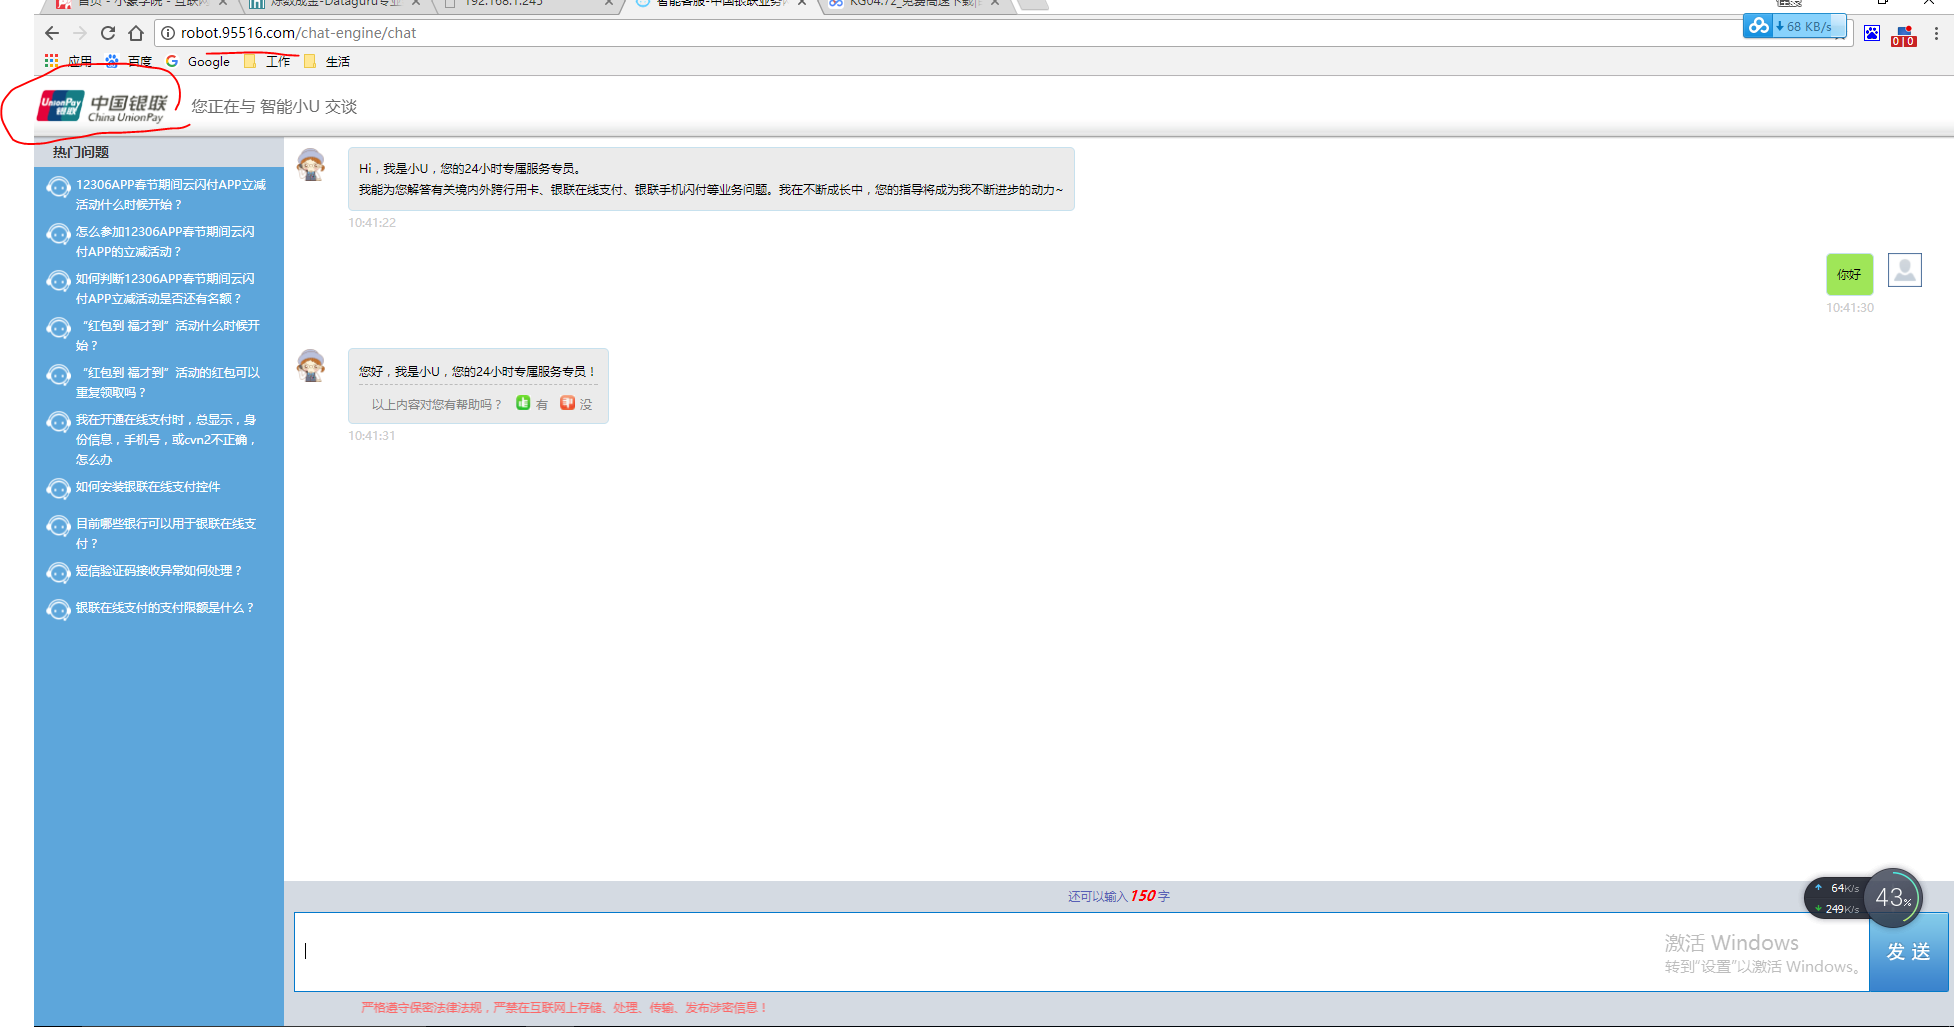 首页 - 小象学院 - 互联网
炼数成金-Dataguru专业
192.168.1.245
智能客服-中国银联业务
KG04.72_免费高速下载
robot.95516.com/chat-engine/chat
68 KB/s
0 0
应用
百度
Google
工作
生活
UnionPay
银联
中国银联
China UnionPay
您正在与 智能小U 交谈
热门问题
12306APP春节期间云闪付APP立减
活动什么时候开始？
怎么参加12306APP春节期间云闪
付APP的立减活动？
如何判断12306APP春节期间云闪
付APP立减活动是否还有名额？
“红包到 福才到”活动什么时候开
始？
“红包到 福才到”活动的红包可以
重复领取吗？
我在开通在线支付时，总显示，身
份信息，手机号，或cvn2不正确，
怎么办
如何安装银联在线支付控件
目前哪些银行可以用于银联在线支
付？
短信验证码接收异常如何处理？
银联在线支付的支付限额是什么？
Hi，我是小U，您的24小时专属服务专员。
我能为您解答有关境内外跨行用卡、银联在线支付、银联手机闪付等业务问题。我在不断成长中，您的指导将成为我不断进步的动力~
10:41:22
你好
10:41:30
您好，我是小U，您的24小时专属服务专员！
以上内容对您有帮助吗？ 有 没
10:41:31
还可以输入150字
64K/s
249K/s
43%
激活 Windows
转到“设置”以激活 Windows。
发 送
严格遵守保密法律法规，严禁在互联网上存储、处理、传输、发布涉密信息！